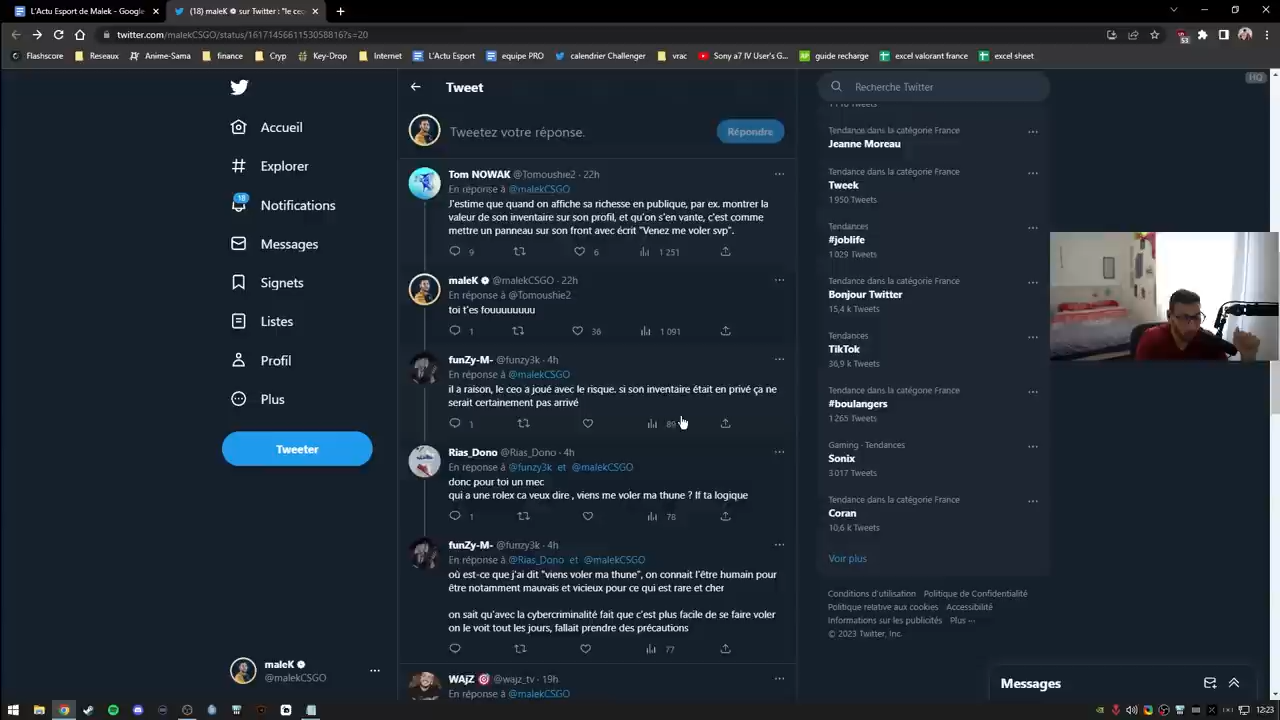 L'Actu Esport de Malek - Google
(18) maleK sur Twitter : "le ceo
twitter.com/malekCSGO/status/1617145661153058816?s=20
Flashscore
Reseaux
Anime-Sama
finance
Cryp
Key-Drop
Internet
L'Actu Esport
equipe PRO
calendrier Challenger
vrac
Sony a7 IV User's G...
guide recharge
excel valorant france
excel sheet
Accueil
Explorer
18
Notifications
Messages
Signets
Listes
Profil
Plus
Tweeter
maleK
@malekCSGO
Tweet
Tweetez votre réponse.
Répondre
Tom NOWAK @Tomoushie2 · 22h
En réponse à @malekCSGO
J'estime que quand on affiche sa richesse en publique, par ex. montrer la
valeur de son inventaire sur son profil, et qu'on s'en vante, c'est comme
mettre un panneau sur son front avec écrit "Venez me voler svp".
9 6 1 251
maleK @malekCSGO · 22h
En réponse à @Tomoushie2
toi t'es fouuuuuuuu
1 36 1 091
funZy-M- @funzy3k · 4h
En réponse à @malekCSGO
il a raison, le ceo a joué avec le risque. si son inventaire était en privé ça ne
serait certainement pas arrivé
1 89
Rias_Dono @Rias_Dono · 4h
En réponse à @funzy3k et @malekCSGO
donc pour toi un mec
qui a une rolex ca veux dire , viens me voler ma thune ? lf ta logique
1 78
funZy-M- @funzy3k · 4h
En réponse à @Rias_Dono et @malekCSGO
où est-ce que j'ai dit "viens voler ma thune", on connait l'être humain pour
être notamment mauvais et vicieux pour ce qui est rare et cher
on sait qu'avec la cybercriminalité fait que c'est plus facile de se faire voler
on le voit tout les jours, fallait prendre des précautions
77
WAjZ @wajz_tv · 19h
En réponse à @malekCSGO
Recherche Twitter
Tendance dans la catégorie France
Jeanne Moreau
Tendance dans la catégorie France
Tweek
1 950 Tweets
Tendances
#joblife
1 029 Tweets
Tendance dans la catégorie France
Bonjour Twitter
15,4 k Tweets
Tendances
TikTok
36,9 k Tweets
Tendance dans la catégorie France
#boulangers
1 265 Tweets
Gaming · Tendances
Sonix
3 017 Tweets
Tendance dans la catégorie France
Coran
10,6 k Tweets
Voir plus
Conditions d'utilisation Politique de Confidentialité
Politique relative aux cookies Accessibilité
Informations sur les publicités Plus ···
© 2023 Twitter, Inc.
HQ
Messages
12:23